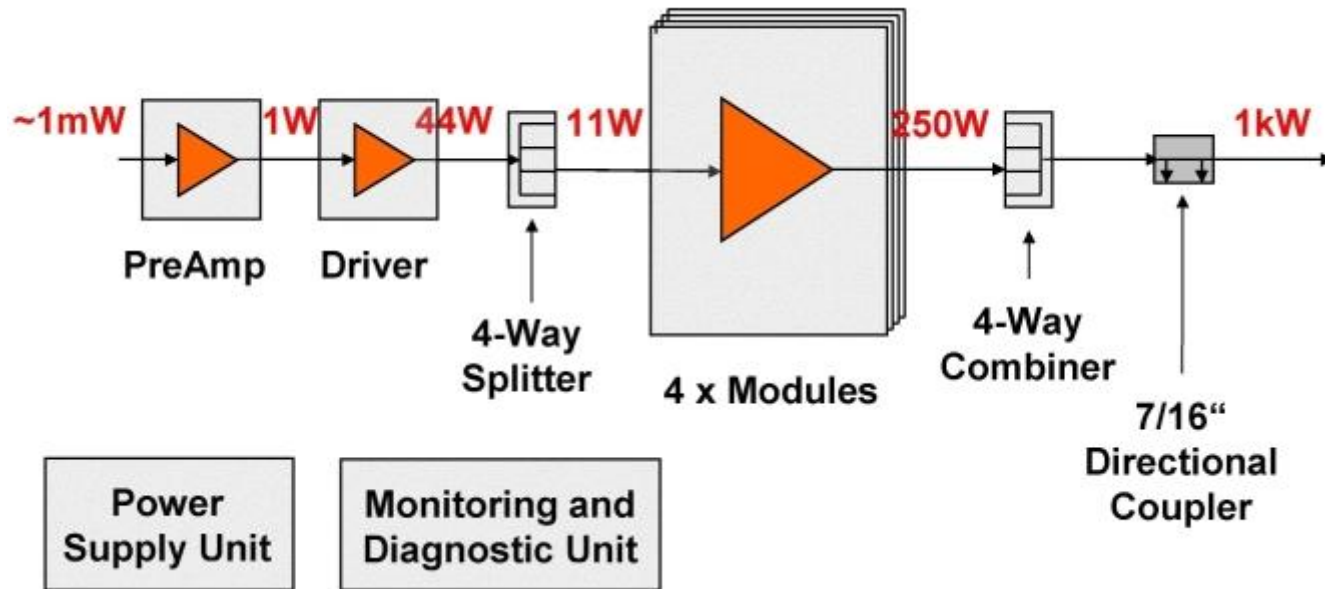 ~1mW
1W
44W
11W
250W
1kW
PreAmp
Driver
4-Way
Splitter
4 x Modules
4-Way
Combiner
7/16“
Directional
Coupler
Power
Supply Unit
Monitoring and
Diagnostic Unit